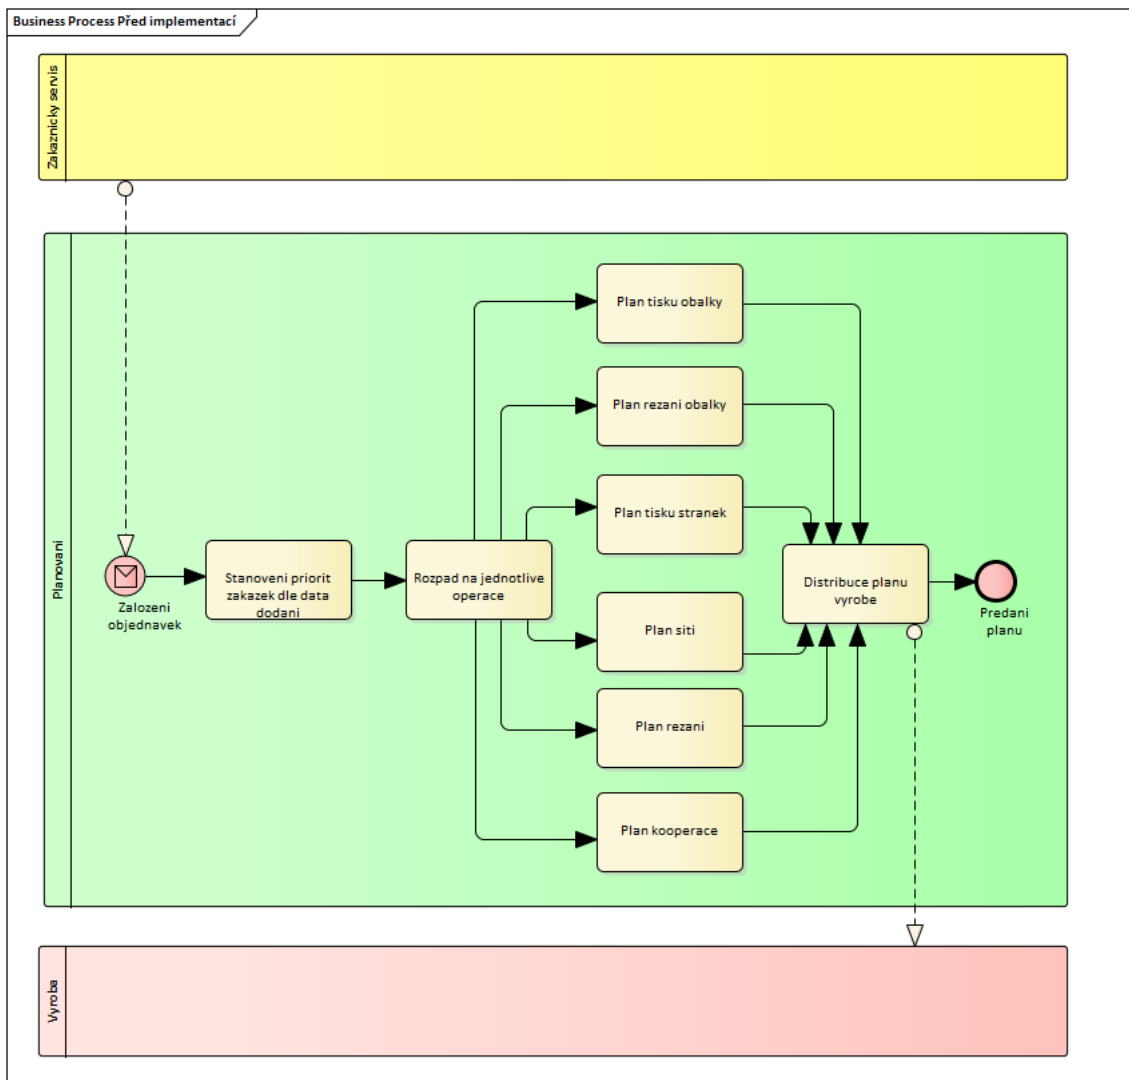 Business Process Před implementací
Zakaznicky servis
Planovani
Zalozeni
objednavek
Stanoveni priorit
zakazek dle data
dodani
Rozpad na jednotlive
operace
Plan tisku obalky
Plan rezani obalky
Plan tisku stranek
Plan siti
Plan rezani
Plan kooperace
Distribuce planu
vyrobe
Predani
planu
Vyroba